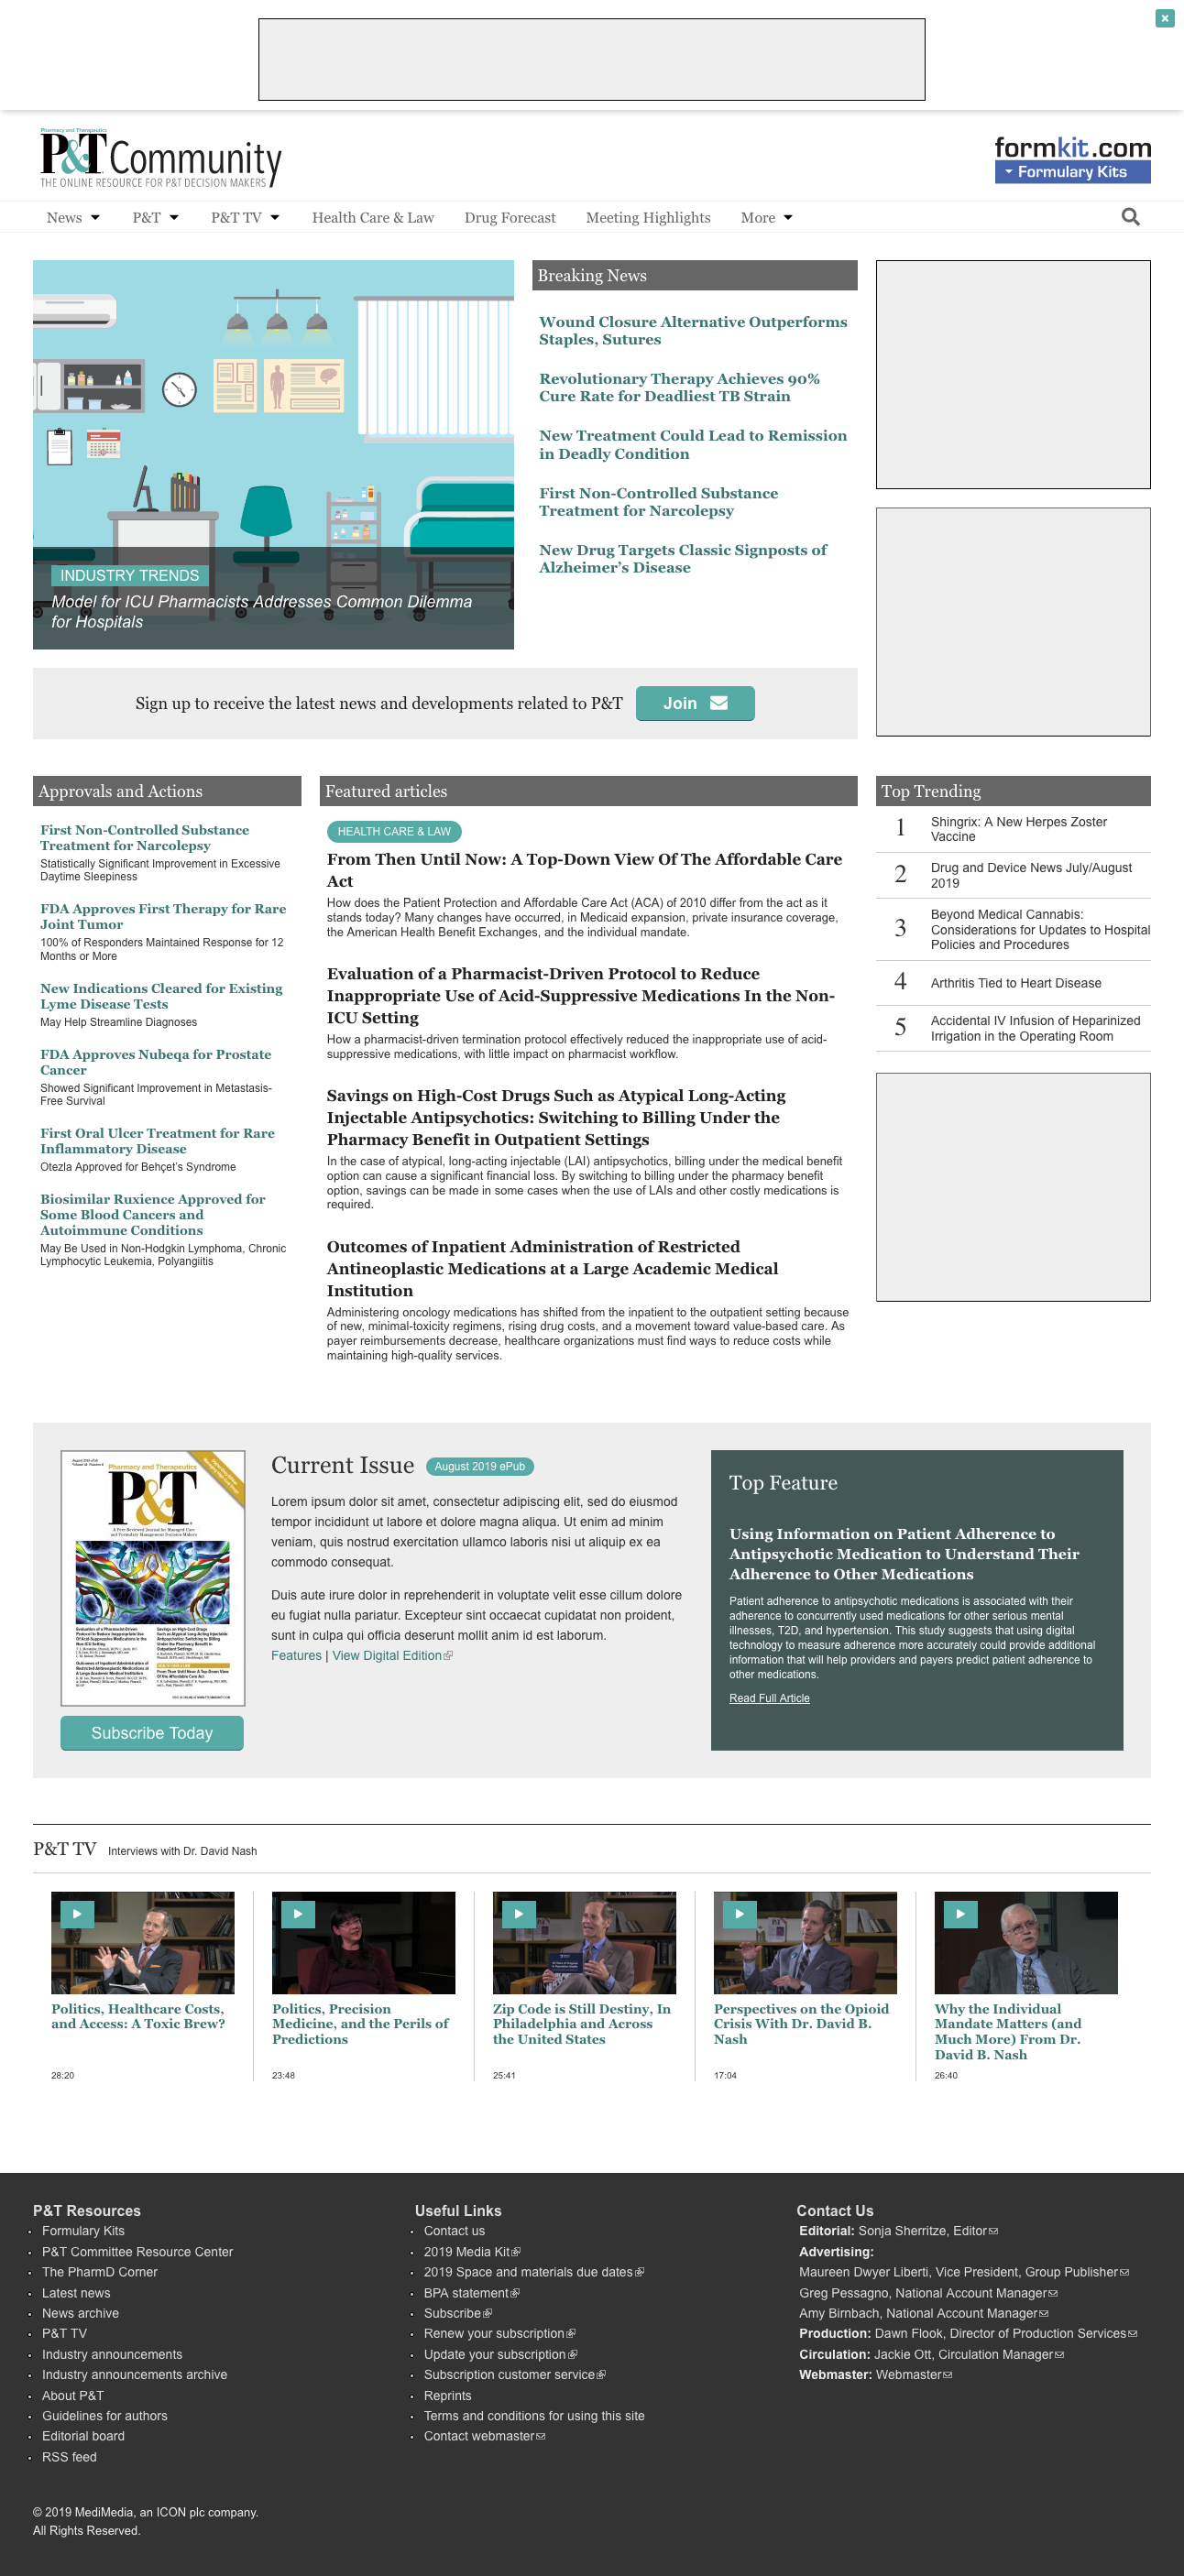 Pharmacy and Therapeutics
P&T Community
THE ONLINE RESOURCE FOR P&T DECISION MAKERS
formkit.com
Formulary Kits
News
P&T
P&T TV
Health Care & Law
Drug Forecast
Meeting Highlights
More
INDUSTRY TRENDS
Model for ICU Pharmacists Addresses Common Dilemma
for Hospitals
Breaking News
Wound Closure Alternative Outperforms
Staples, Sutures
Revolutionary Therapy Achieves 90%
Cure Rate for Deadliest TB Strain
New Treatment Could Lead to Remission
in Deadly Condition
First Non-Controlled Substance
Treatment for Narcolepsy
New Drug Targets Classic Signposts of
Alzheimer's Disease
Sign up to receive the latest news and developments related to P&T
Join
Approvals and Actions
First Non-Controlled Substance
Treatment for Narcolepsy
Statistically Significant Improvement in Excessive
Daytime Sleepiness
FDA Approves First Therapy for Rare
Joint Tumor
100% of Responders Maintained Response for 12
Months or More
New Indications Cleared for Existing
Lyme Disease Tests
May Help Streamline Diagnoses
FDA Approves Nubeqa for Prostate
Cancer
Showed Significant Improvement in Metastasis-
Free Survival
First Oral Ulcer Treatment for Rare
Inflammatory Disease
Otezla Approved for Behçet's Syndrome
Biosimilar Ruxience Approved for
Some Blood Cancers and
Autoimmune Conditions
May Be Used in Non-Hodgkin Lymphoma, Chronic
Lymphocytic Leukemia, Polyangiitis
Featured articles
HEALTH CARE & LAW
From Then Until Now: A Top-Down View Of The Affordable Care
Act
How does the Patient Protection and Affordable Care Act (ACA) of 2010 differ from the act as it
stands today? Many changes have occurred, in Medicaid expansion, private insurance coverage,
the American Health Benefit Exchanges, and the individual mandate.
Evaluation of a Pharmacist-Driven Protocol to Reduce
Inappropriate Use of Acid-Suppressive Medications In the Non-
ICU Setting
How a pharmacist-driven termination protocol effectively reduced the inappropriate use of acid-
suppressive medications, with little impact on pharmacist workflow.
Savings on High-Cost Drugs Such as Atypical Long-Acting
Injectable Antipsychotics: Switching to Billing Under the
Pharmacy Benefit in Outpatient Settings
In the case of atypical, long-acting injectable (LAI) antipsychotics, billing under the medical benefit
option can cause a significant financial loss. By switching to billing under the pharmacy benefit
option, savings can be made in some cases when the use of LAIs and other costly medications is
required.
Outcomes of Inpatient Administration of Restricted
Antineoplastic Medications at a Large Academic Medical
Institution
Administering oncology medications has shifted from the inpatient to the outpatient setting because
of new, minimal-toxicity regimens, rising drug costs, and a movement toward value-based care. As
payer reimbursements decrease, healthcare organizations must find ways to reduce costs while
maintaining high-quality services.
Top Trending
1
Shingrix: A New Herpes Zoster
Vaccine
2
Drug and Device News July/August
2019
3
Beyond Medical Cannabis:
Considerations for Updates to Hospital
Policies and Procedures
4
Arthritis Tied to Heart Disease
5
Accidental IV Infusion of Heparinized
Irrigation in the Operating Room
Pharmacy and Therapeutics
P&T
Subscribe Today
Current Issue
August 2019 ePub
Lorem ipsum dolor sit amet, consectetur adipiscing elit, sed do eiusmod
tempor incididunt ut labore et dolore magna aliqua. Ut enim ad minim
veniam, quis nostrud exercitation ullamco laboris nisi ut aliquip ex ea
commodo consequat.
Duis aute irure dolor in reprehenderit in voluptate velit esse cillum dolore
eu fugiat nulla pariatur. Excepteur sint occaecat cupidatat non proident,
sunt in culpa qui officia deserunt mollit anim id est laborum.
Features | View Digital Edition
Top Feature
Using Information on Patient Adherence to
Antipsychotic Medication to Understand Their
Adherence to Other Medications
Patient adherence to antipsychotic medications is associated with their
adherence to concurrently used medications for other serious mental
illnesses, T2D, and hypertension. This study suggests that using digital
technology to measure adherence more accurately could provide additional
information that will help providers and payers predict patient adherence to
other medications.
Read Full Article
P&T TV
Interviews with Dr. David Nash
Politics, Healthcare Costs,
and Access: A Toxic Brew?
28:20
Politics, Precision
Medicine, and the Perils of
Predictions
23:48
Zip Code is Still Destiny, In
Philadelphia and Across
the United States
25:41
Perspectives on the Opioid
Crisis With Dr. David B.
Nash
17:04
Why the Individual
Mandate Matters (and
Much More) From Dr.
David B. Nash
26:40
P&T Resources
Formulary Kits
P&T Committee Resource Center
The PharmD Corner
Latest news
News archive
P&T TV
Industry announcements
Industry announcements archive
About P&T
Guidelines for authors
Editorial board
RSS feed
Useful Links
Contact us
2019 Media Kit
2019 Space and materials due dates
BPA statement
Subscribe
Renew your subscription
Update your subscription
Subscription customer service
Reprints
Terms and conditions for using this site
Contact webmaster
Contact Us
Editorial: Sonja Sherritze, Editor
Advertising:
Maureen Dwyer Liberti, Vice President, Group Publisher
Greg Pessagno, National Account Manager
Amy Birnbach, National Account Manager
Production: Dawn Flook, Director of Production Services
Circulation: Jackie Ott, Circulation Manager
Webmaster: Webmaster
© 2019 MediMedia, an ICON plc company.
All Rights Reserved.